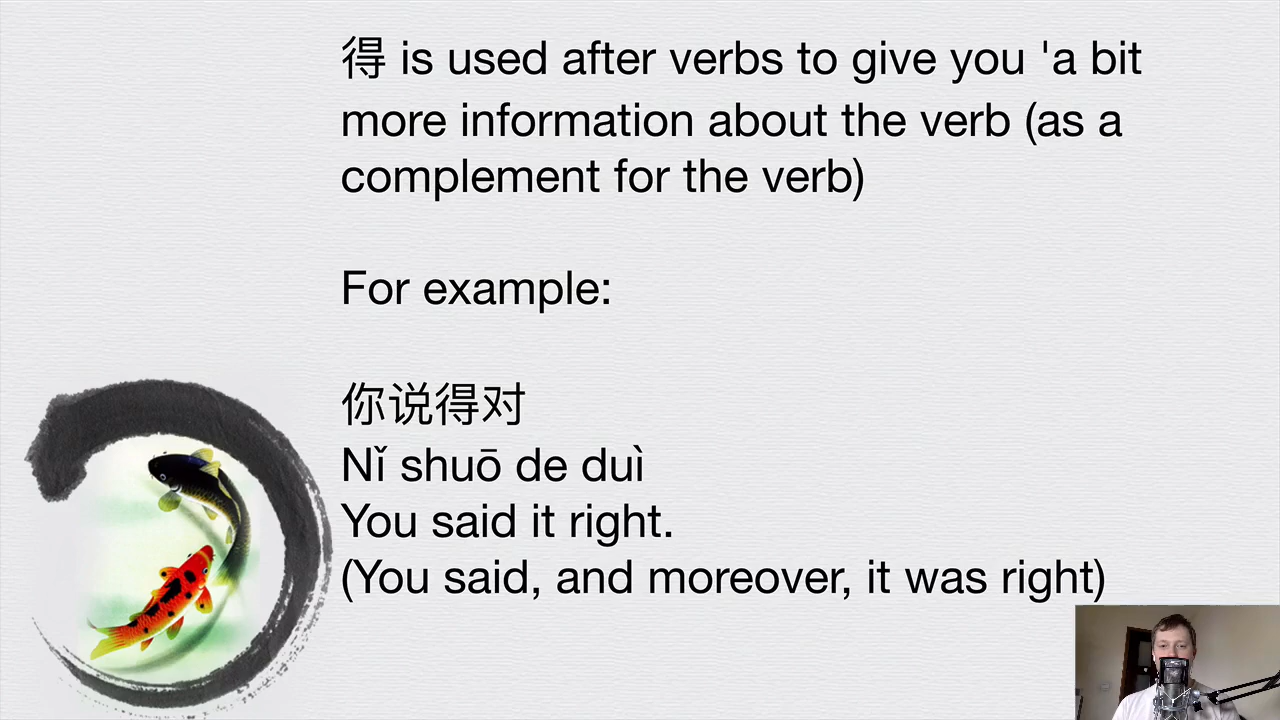 得 is used after verbs to give you 'a bit
more information about the verb (as a
complement for the verb)
For example:
你说得对
Nǐ shuō de duì
You said it right.
(You said, and moreover, it was right)